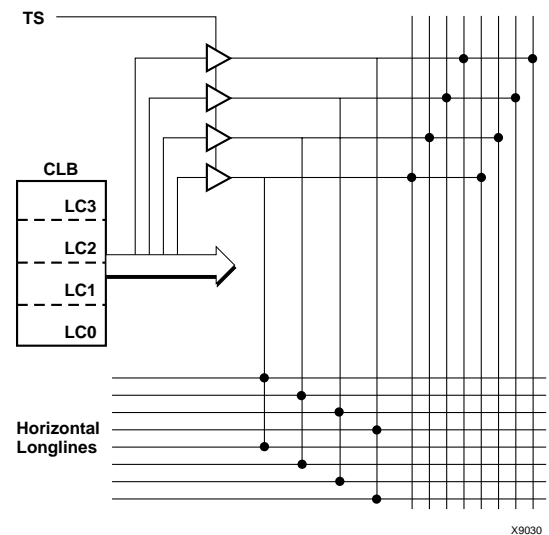 TS
CLB
LC3
LC2
LC1
LC0
Horizontal
Longlines
X9030